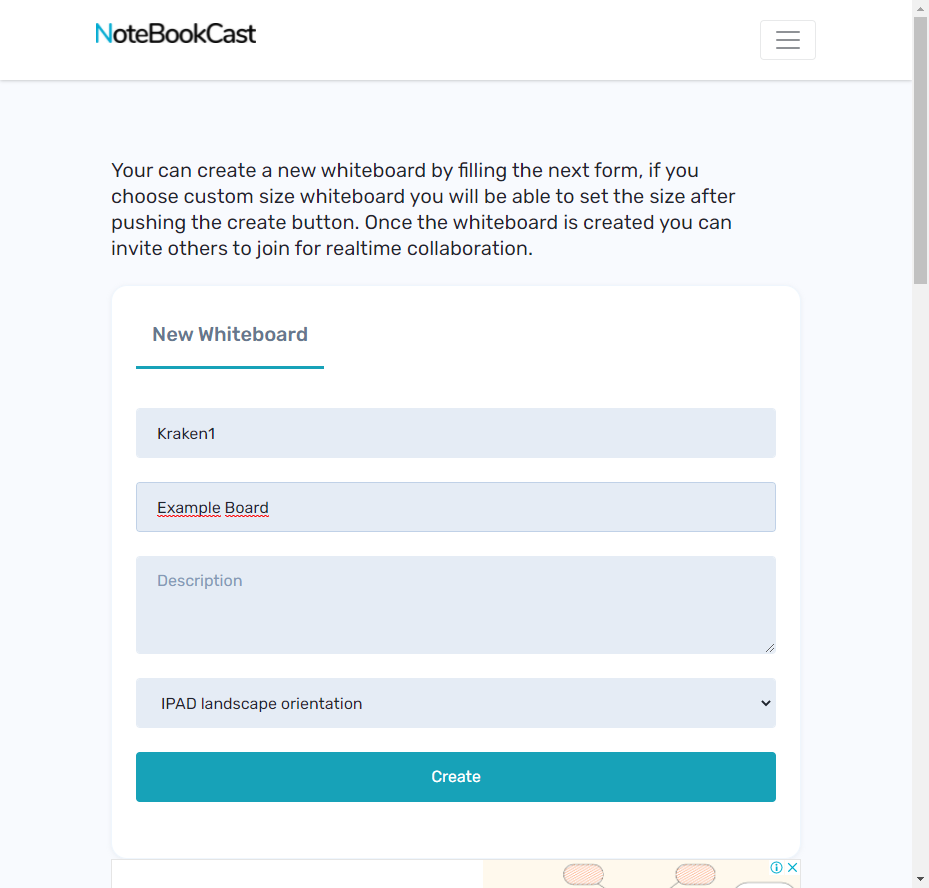 NoteBookCast
Your can create a new whiteboard by filling the next form, if you
choose custom size whiteboard you will be able to set the size after
pushing the create button. Once the whiteboard is created you can
invite others to join for realtime collaboration.
New Whiteboard
Kraken1
Example Board
Description
IPAD landscape orientation
Create